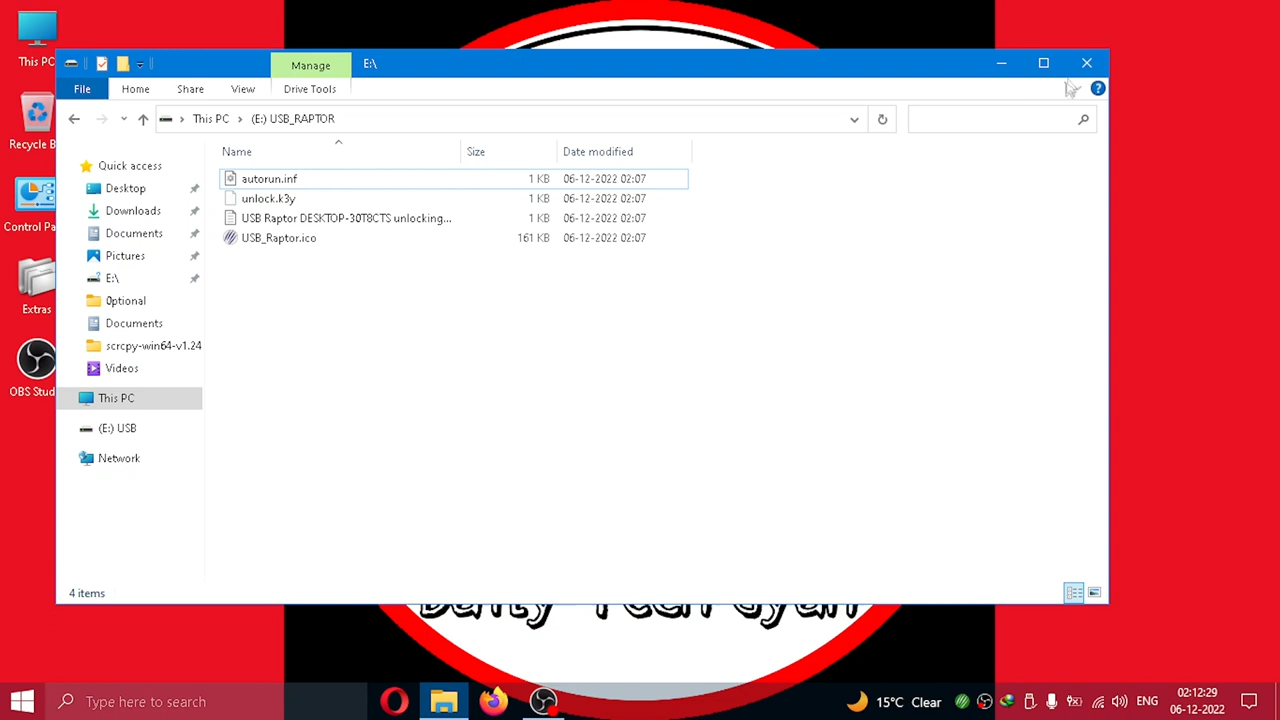 This PC
Recycle B
Control Pa
Extras
OBS Stud
Manage
E:\
File
Home
Share
View
Drive Tools
?
This PC
(E:) USB_RAPTOR
Name
Size
Date modified
autorun.inf
1 KB
06-12-2022 02:07
unlock.k3y
1 KB
06-12-2022 02:07
USB Raptor DESKTOP-30T8CTS unlocking...
1 KB
06-12-2022 02:07
USB_Raptor.ico
161 KB
06-12-2022 02:07
Quick access
Desktop
Downloads
Documents
Pictures
E:\
0ptional
Documents
scrcpy-win64-v1.24
Videos
This PC
(E:) USB
Network
4 items
Daily Tech Gyan
Type here to search
15°C Clear
ENG
02:12:29
06-12-2022